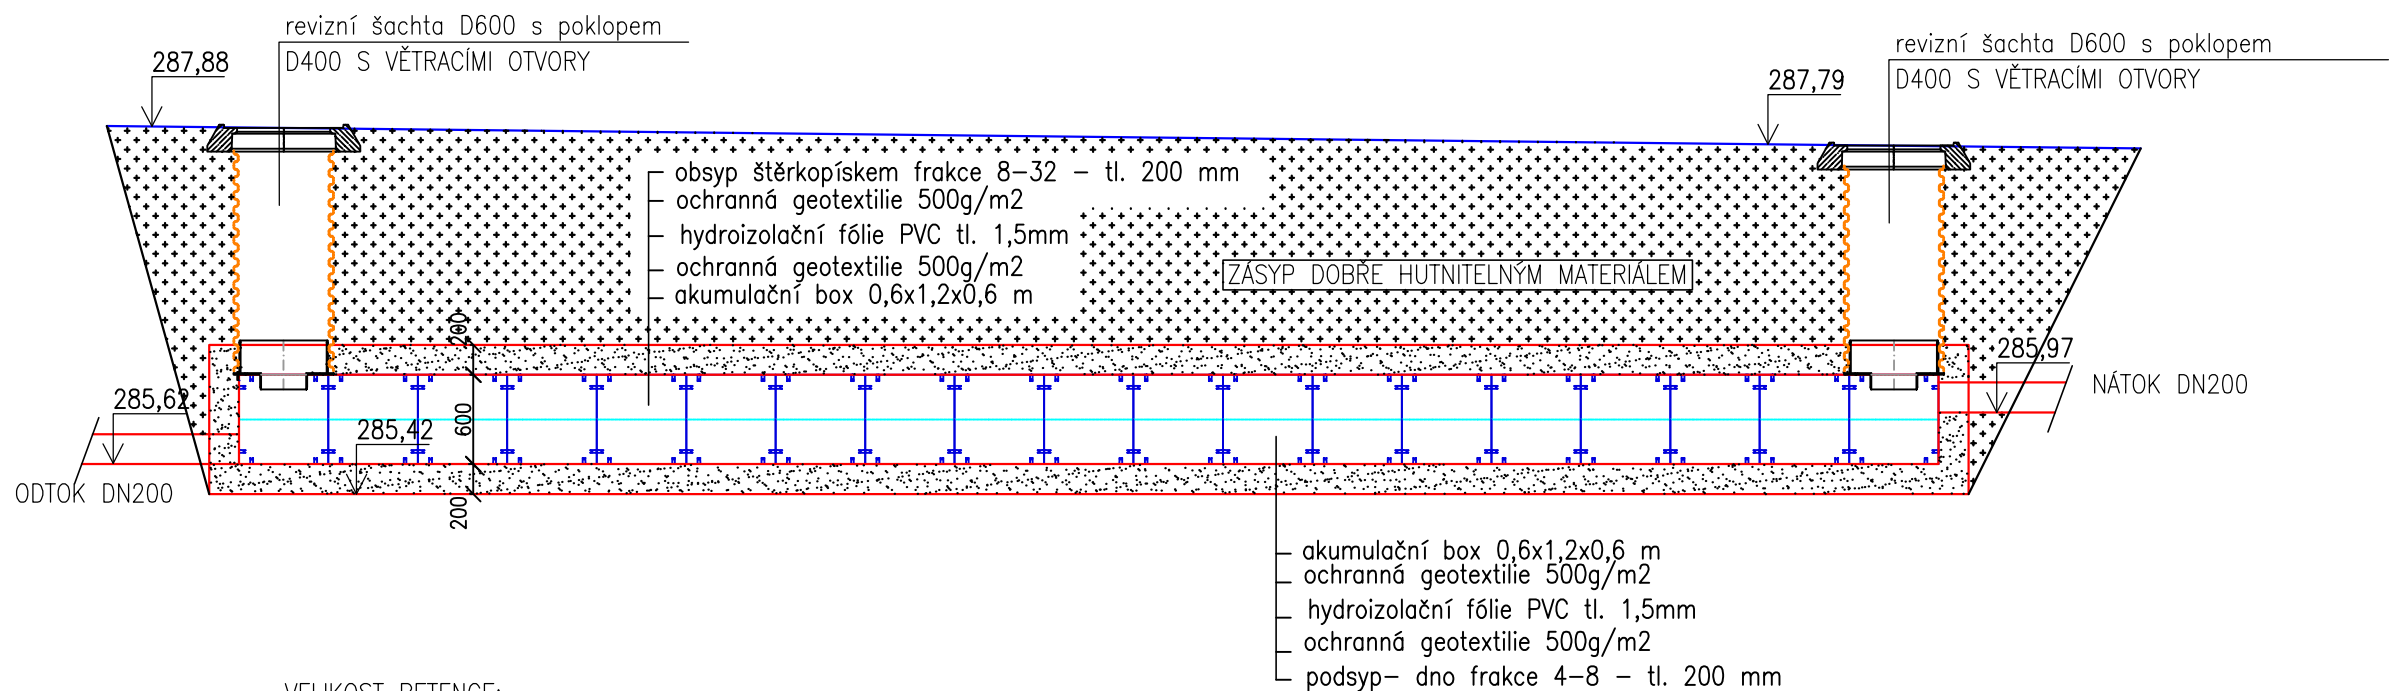 revizní šachta D600 s poklopem
D400 S VĚTRACÍMI OTVORY
287,88
revizní šachta D600 s poklopem
D400 S VĚTRACÍMI OTVORY
287,79
obsyp štěrkopískem frakce 8-32 - tl. 200 mm
ochranná geotextilie 500g/m2
hydroizolační fólie PVC tl. 1,5mm
ochranná geotextilie 500g/m2
akumulační box 0,6x1,2x0,6 m
ZÁSYP DOBŘE HUTNITELNÝM MATERIÁLEM
200
600
200
285,97
NÁTOK DN200
285,62
285,42
ODTOK DN200
akumulační box 0,6x1,2x0,6 m
ochranná geotextilie 500g/m2
hydroizolační fólie PVC tl. 1,5mm
ochranná geotextilie 500g/m2
podsyp- dno frakce 4-8 - tl. 200 mm
VELIKOST RETENCE: